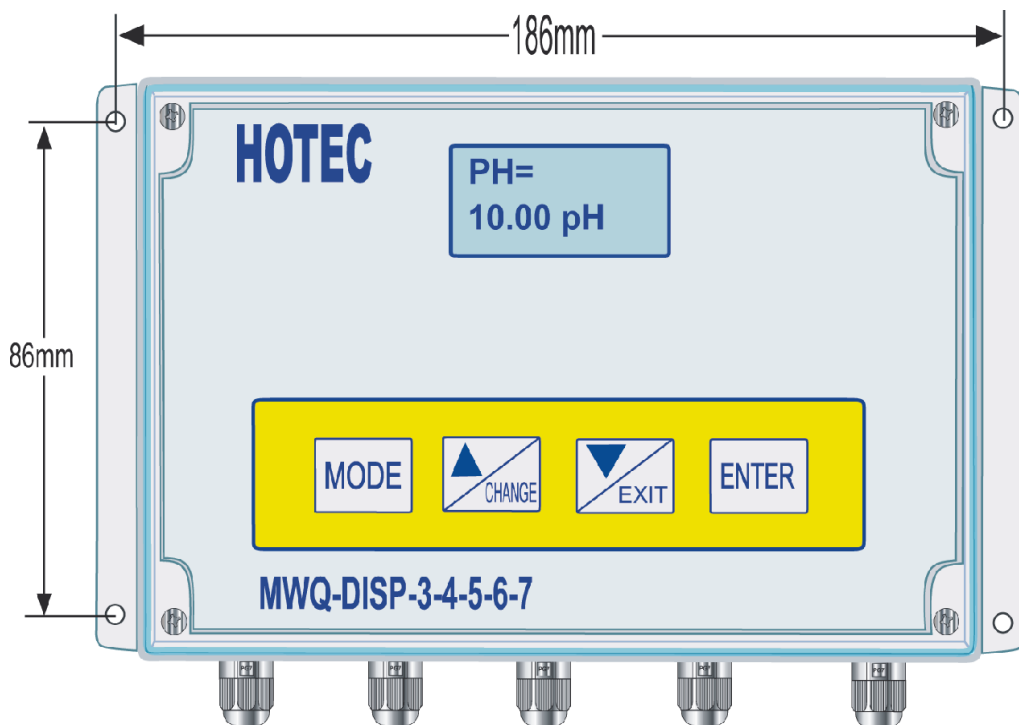 186mm
HOTEC
PH=
10.00 pH
86mm
MODE
CHANGE
EXIT
ENTER
MWQ-DISP-3-4-5-6-7